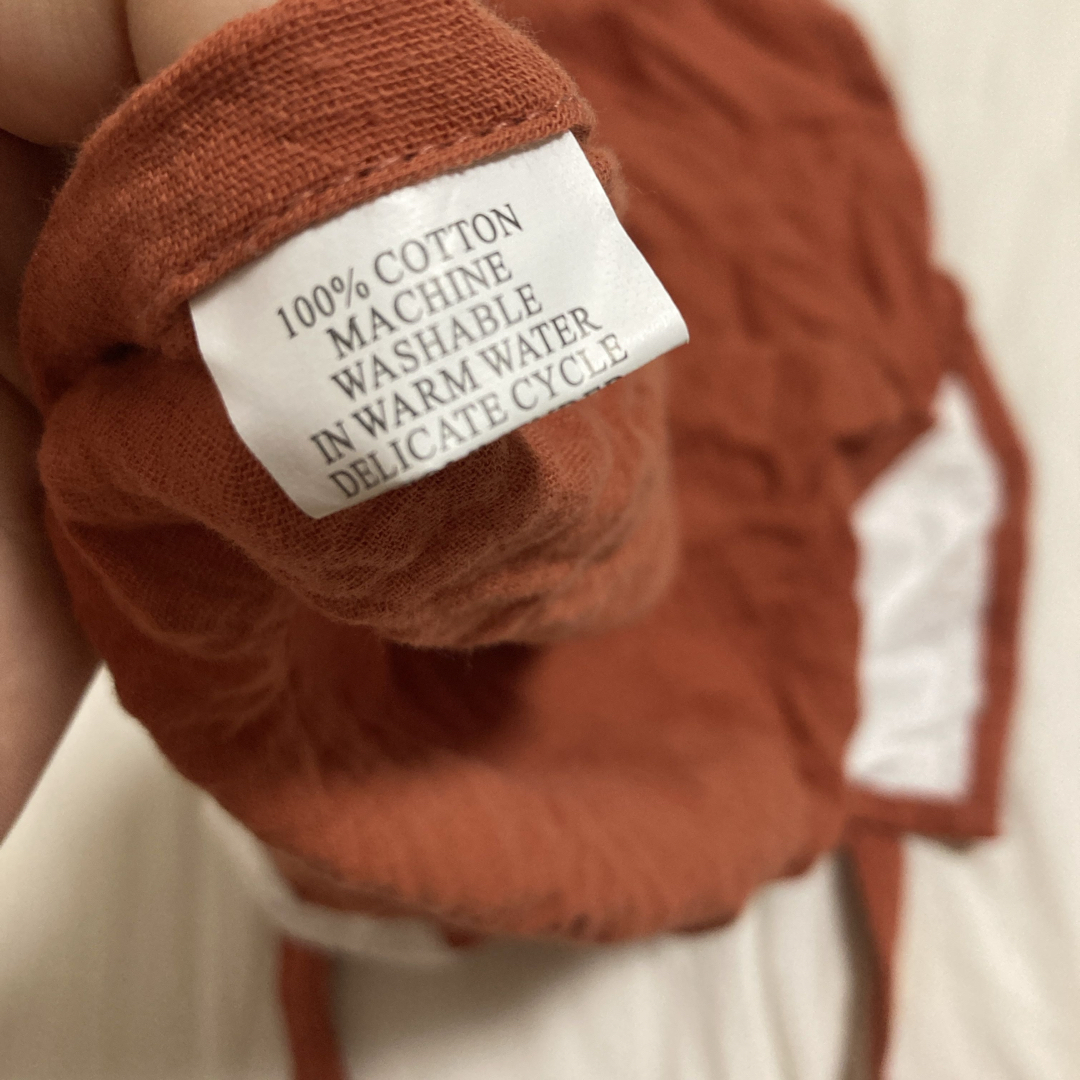 100% COTTON
MACHINE
WASHABLE
IN WARM WATER
DELICATE CYCLE